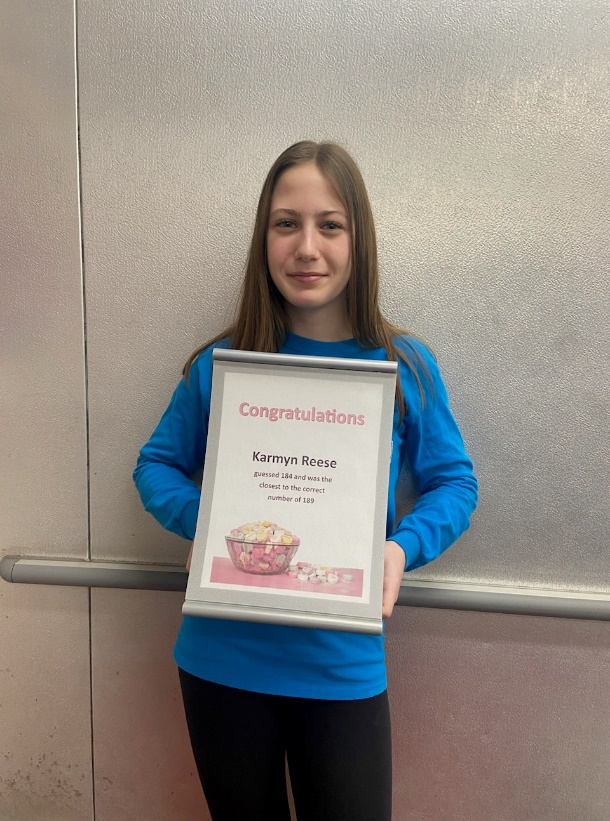 Congratulations
Karmyn Reese
guessed 184 and was the
closest to the correct
number of 189